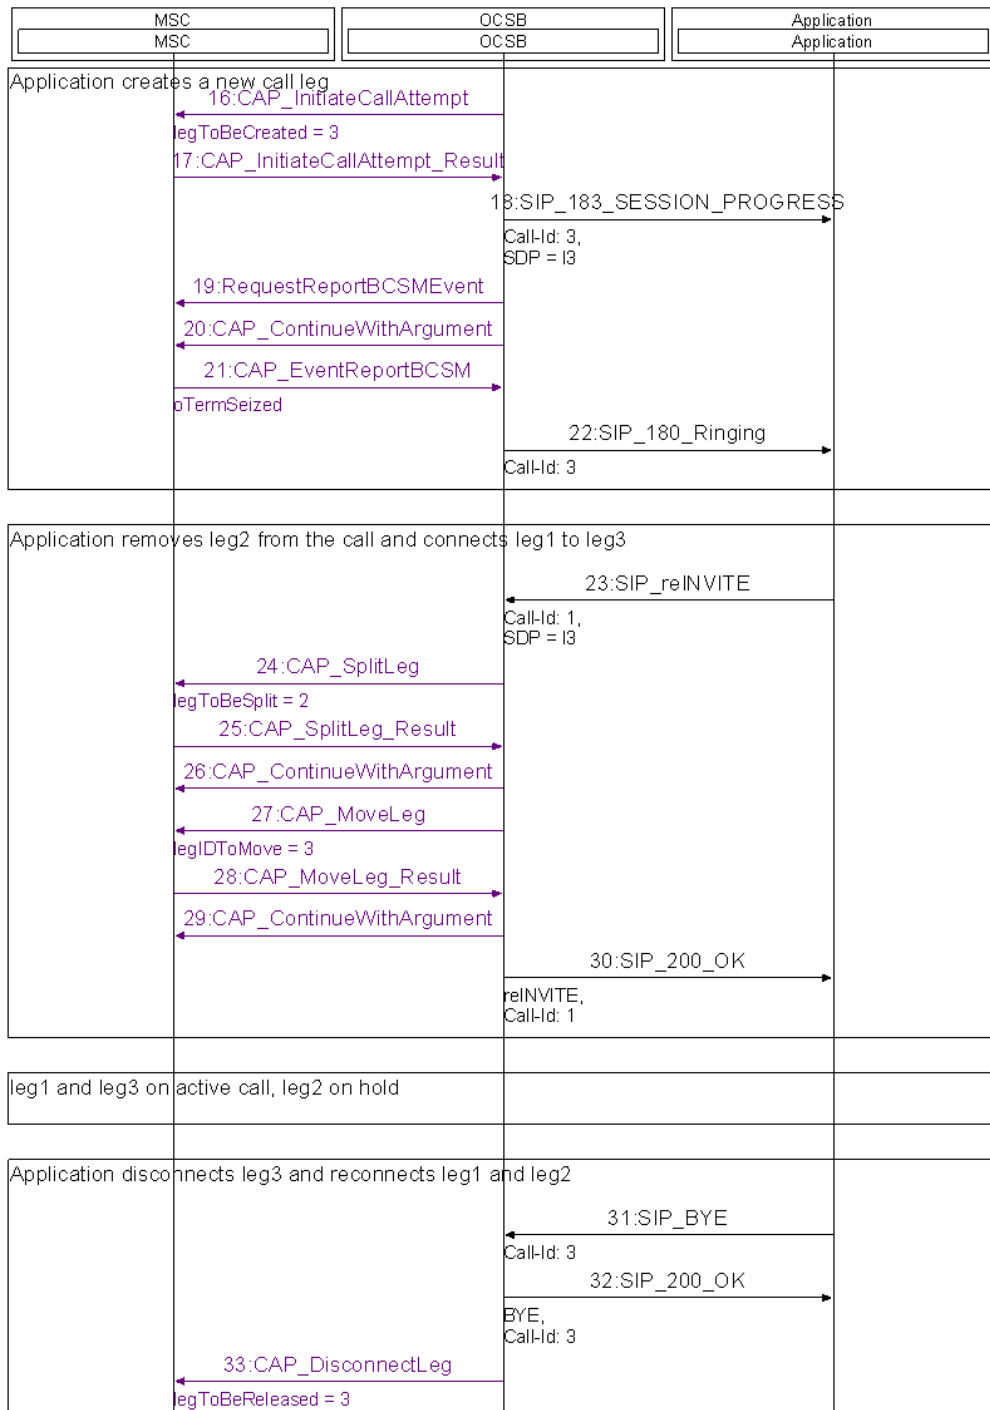 MSC
OCSB
Application
MSC
OCSB
Application
Application creates a new call leg
16:CAP_InitiateCallAttempt
legToBeCreated = 3
17:CAP_InitiateCallAttempt_Result
18:SIP_183_SESSION_PROGRESS
Call-Id: 3,
SDP = I3
19:RequestReportBCSMEvent
20:CAP_ContinueWithArgument
21:CAP_EventReportBCSM
oTermSeized
22:SIP_180_Ringing
Call-Id: 3
Application removes leg2 from the call and connects leg1 to leg3
23:SIP_reINVITE
Call-Id: 1,
SDP = I3
24:CAP_SplitLeg
legToBeSplit = 2
25:CAP_SplitLeg_Result
26:CAP_ContinueWithArgument
27:CAP_MoveLeg
legIDToMove = 3
28:CAP_MoveLeg_Result
29:CAP_ContinueWithArgument
30:SIP_200_OK
reINVITE,
Call-Id: 1
leg1 and leg3 on active call, leg2 on hold
Application disconnects leg3 and reconnects leg1 and leg2
31:SIP_BYE
Call-Id: 3
32:SIP_200_OK
BYE,
Call-Id: 3
33:CAP_DisconnectLeg
legToBeReleased = 3